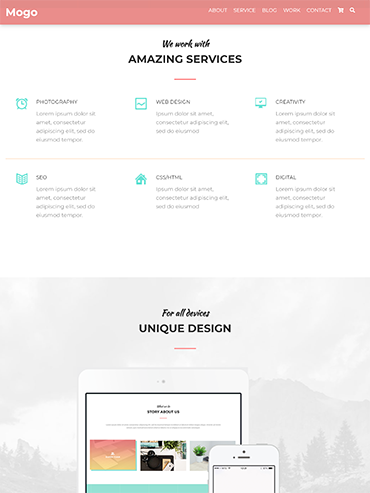 Mogo
ABOUT SERVICE BLOG WORK CONTACT
We work with
AMAZING SERVICES
PHOTOGRAPHY
Lorem ipsum dolor sit
amet, consectetur
adipiscing elit, sed do
eiusmod tempor.
WEB DESIGN
Lorem ipsum dolor sit
amet, consectetur adipiscing elit,
sed do eiusmod
CREATIVITY
Lorem ipsum dolor sit
amet, consectetur
adipiscing elit, sed do
eiusmod tempor.
SEO
Lorem ipsum dolor sit
amet, consectetur
adipiscing elit, sed do
eiusmod tempor.
CSS/HTML
Lorem ipsum dolor sit
amet, consectetur adipiscing elit,
sed do eiusmod
DIGITAL
Lorem ipsum dolor sit
amet, consectetur
adipiscing elit, sed do
eiusmod tempor.
For all devices
UNIQUE DESIGN
What we do
STORY ABOUT US